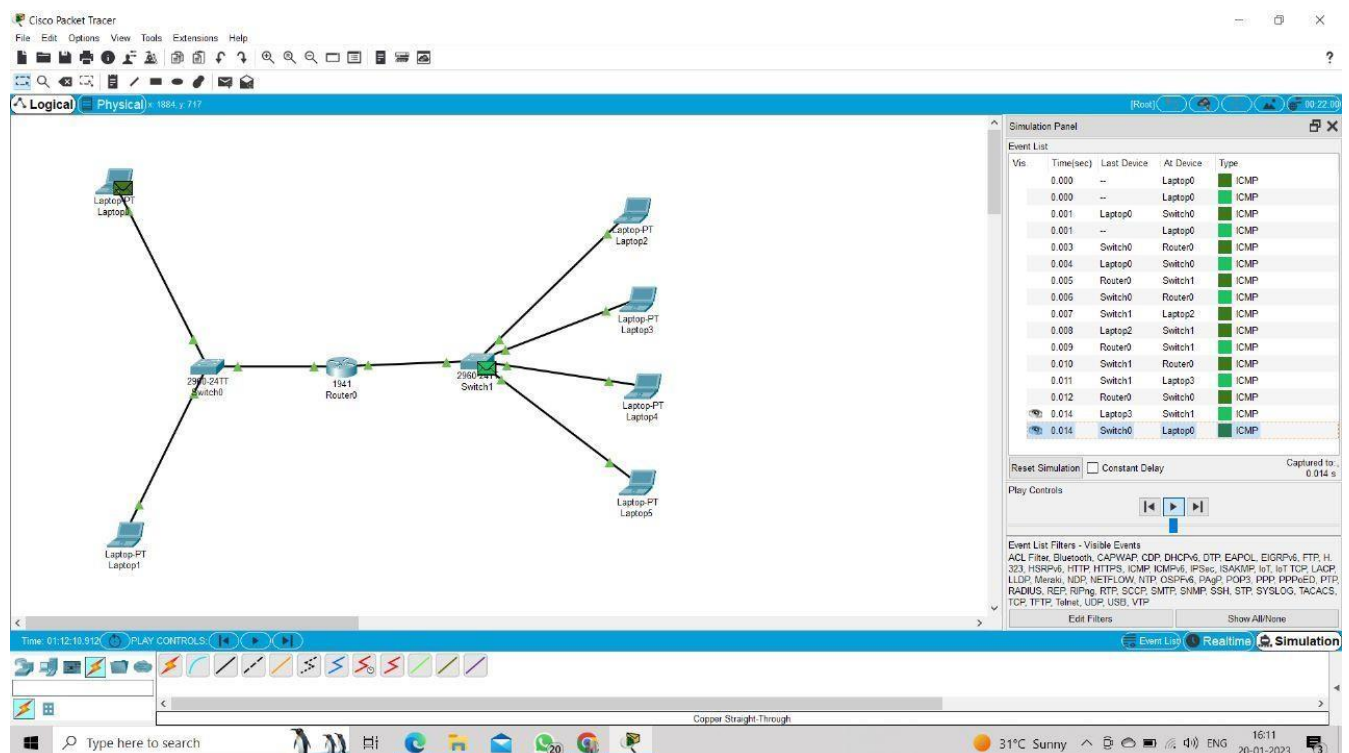 Cisco Packet Tracer
File Edit Options View Tools Extensions Help
?
Logical Physical x: 1884, y: 717 [Root] 00:22:00
Simulation Panel
Event List
Vis Time(sec) Last Device At Device Type
0.000 -- Laptop0 ICMP
0.000 -- Laptop0 ICMP
0.001 Laptop0 Switch0 ICMP
0.001 -- Laptop0 ICMP
0.003 Switch0 Router0 ICMP
0.004 Laptop0 Switch0 ICMP
0.005 Router0 Switch1 ICMP
0.006 Switch0 Router0 ICMP
0.007 Switch1 Laptop2 ICMP
0.008 Laptop2 Switch1 ICMP
0.009 Router0 Switch1 ICMP
0.010 Switch1 Router0 ICMP
0.011 Switch1 Laptop3 ICMP
0.012 Router0 Switch0 ICMP
0.014 Laptop3 Switch1 ICMP
0.014 Switch0 Laptop0 ICMP
Reset Simulation Constant Delay Captured to:
0.014 s
Play Controls
Event List Filters - Visible Events
ACL Filter, Bluetooth, CAPWAP, CDP, DHCPv6, DTP, EAPOL, EIGRPv6, FTP, H.
323, HSRPv6, HTTP, HTTPS, ICMP, ICMPv6, IPSec, ISAKMP, IoT, IoT TCP, LACP,
LLDP, Meraki, NDP, NETFLOW, NTP, OSPFv6, PAgP, POP3, PPP, PPPoED, PTP,
RADIUS, REP, RIPng, RTP, SCCP, SMTP, SNMP, SSH, STP, SYSLOG, TACACS,
TCP, TFTP, Telnet, UDP, USB, VTP
Edit Filters Show All/None
Laptop-PT
Laptop-PT
Laptop2
Laptop-PT
Laptop3
2960-24TT
Switch0
1941
Router0
Switch1
Laptop-PT
Laptop4
Laptop-PT
Laptop5
Laptop-PT
Laptop1
Time: 01:12:10.912 PLAY CONTROLS: Event List Realtime Simulation
Copper Straight-Through
Type here to search
20
31°C Sunny ENG 16:11
20-01-2023